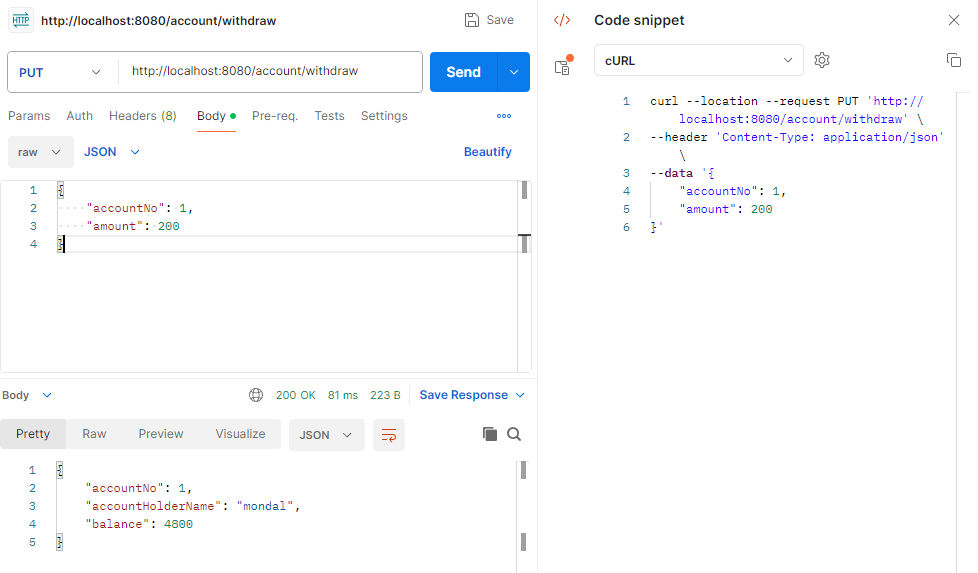 HTTP http://localhost:8080/account/withdraw Save
PUT http://localhost:8080/account/withdraw Send
Params Auth Headers (8) Body Pre-req. Tests Settings
raw JSON Beautify
1 {
2 "accountNo": 1,
3 "amount": 200
4 }
Body 200 OK 81 ms 223 B Save Response
Pretty Raw Preview Visualize JSON
1 {
2 "accountNo": 1,
3 "accountHolderName": "mondal",
4 "balance": 4800
5 }
</> Code snippet
cURL
1 curl --location --request PUT 'http://
localhost:8080/account/withdraw' \
2 --header 'Content-Type: application/json'
\
3 --data '{
4 "accountNo": 1,
5 "amount": 200
6 }'